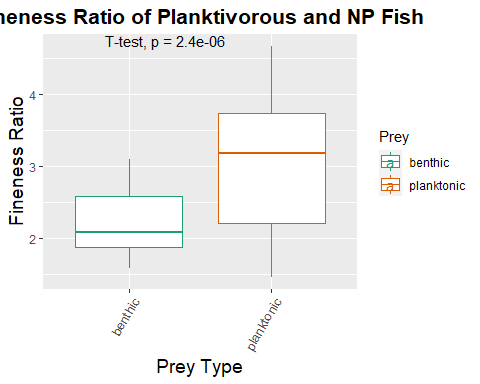 neness Ratio of Planktivorous and NP Fish
T-test, p = 2.4e-06
4
3
2
Fineness Ratio
benthic
planktonic
Prey Type
Prey
a benthic
a planktonic